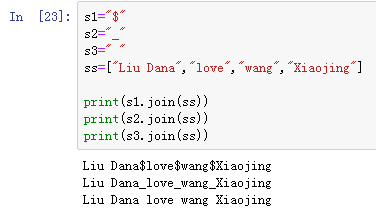 In [23]: s1="$"
s2="_"
s3=" "
ss=["Liu Dana","love","wang","Xiaojing"]
print(s1.join(ss))
print(s2.join(ss))
print(s3.join(ss))
Liu Dana$love$wang$Xiaojing
Liu Dana_love_wang_Xiaojing
Liu Dana love wang Xiaojing